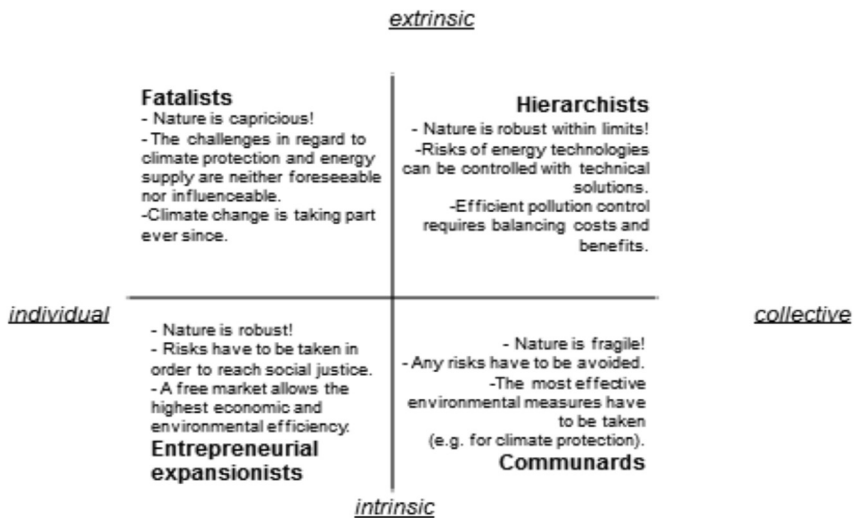 extrinsic
Fatalists
- Nature is capricious!
- The challenges in regard to
climate protection and energy
supply are neither foreseeable
nor influenceable.
-Climate change is taking part
ever since.
Hierarchists
- Nature is robust within limits!
-Risks of energy technologies
can be controlled with technical
solutions.
-Efficient pollution control
requires balancing costs and
benefits.
individual
collective
- Nature is robust!
- Risks have to be taken in
order to reach social justice.
- A free market allows the
highest economic and
environmental efficiency.
Entrepreneurial
expansionists
- Nature is fragile!
- Any risks have to be avoided.
-The most effective
environmental measures have
to be taken
(e.g. for climate protection).
Communards
intrinsic